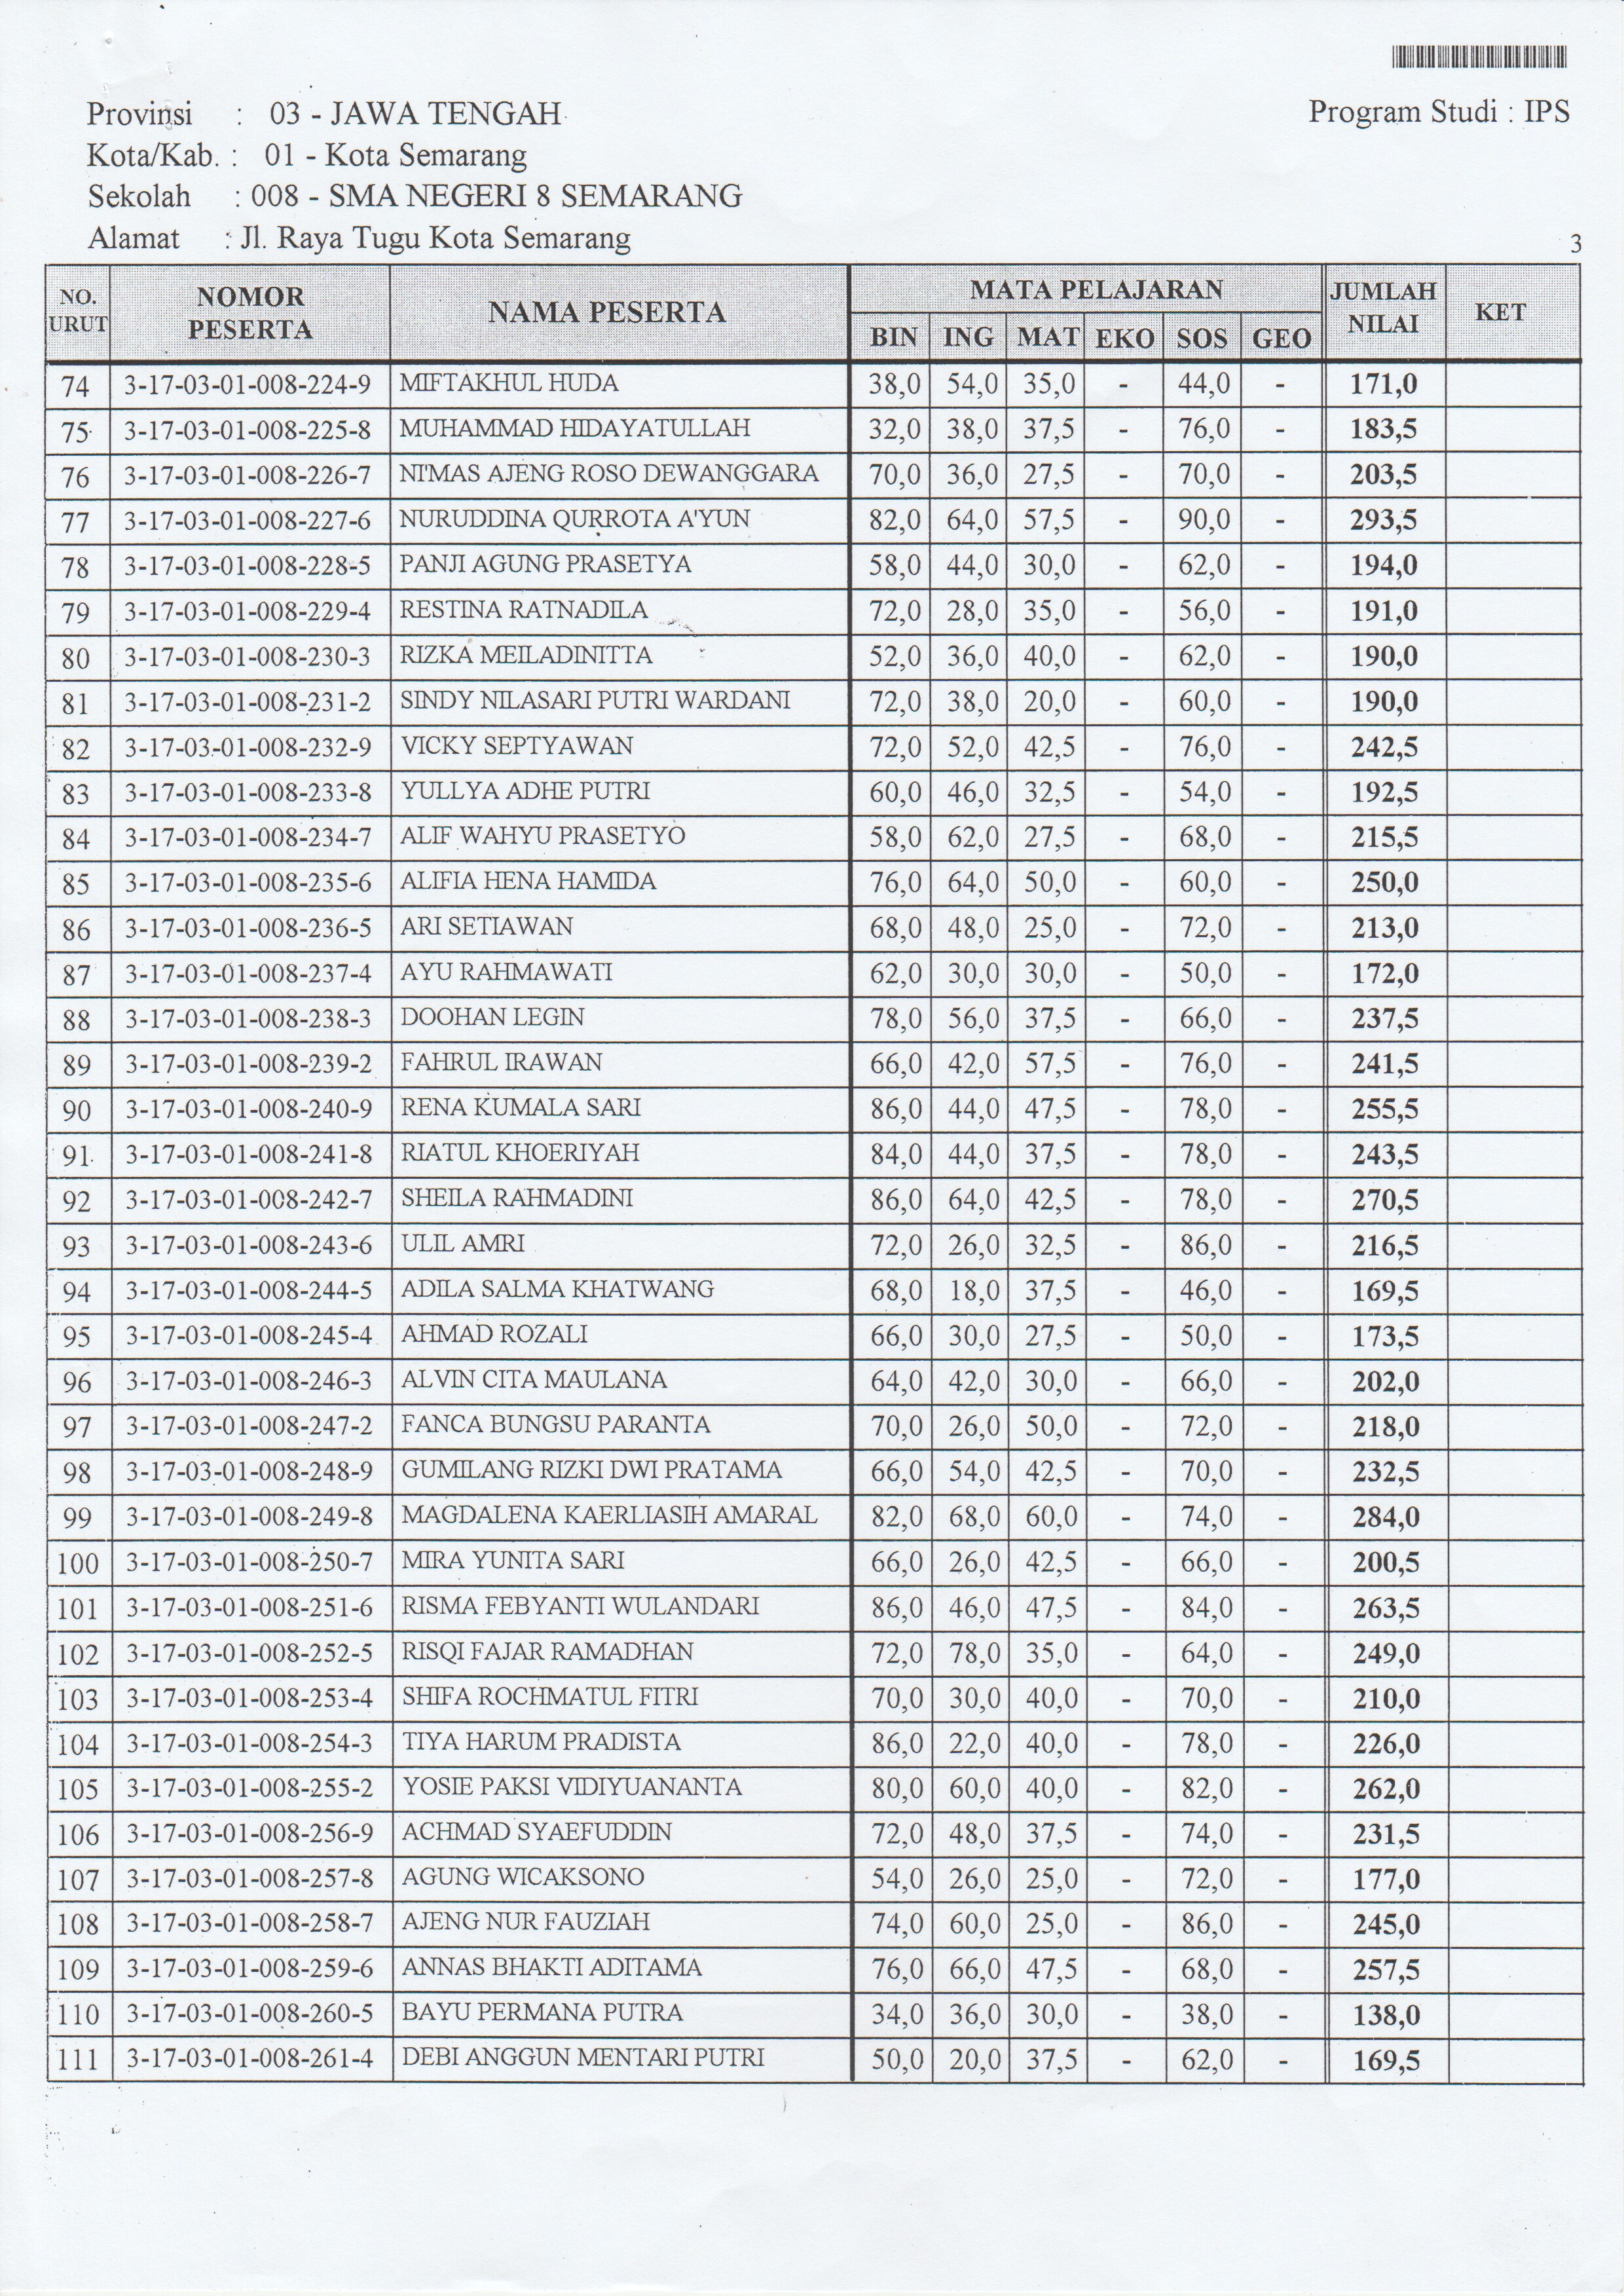 Provinsi : 03 - JAWA TENGAH
Program Studi : IPS
Kota/Kab. : 01 - Kota Semarang
Sekolah : 008 - SMA NEGERI 8 SEMARANG
Alamat : Jl. Raya Tugu Kota Semarang
3
NO. URUT NOMOR PESERTA NAMA PESERTA MATA PELAJARAN JUMLAH NILAI KET
BIN ING MAT EKO SOS GEO
74 3-17-03-01-008-224-9 MIFTAKHUL HUDA 38,0 54,0 35,0 - 44,0 - 171,0
75 3-17-03-01-008-225-8 MUHAMMAD HIDAYATULLAH 32,0 38,0 37,5 - 76,0 - 183,5
76 3-17-03-01-008-226-7 NI'MAS AJENG ROSO DEWANGGARA 70,0 36,0 27,5 - 70,0 - 203,5
77 3-17-03-01-008-227-6 NURUDDINA QURROTA A'YUN 82,0 64,0 57,5 - 90,0 - 293,5
78 3-17-03-01-008-228-5 PANJI AGUNG PRASETYA 58,0 44,0 30,0 - 62,0 - 194,0
79 3-17-03-01-008-229-4 RESTINA RATNADILA 72,0 28,0 35,0 - 56,0 - 191,0
80 3-17-03-01-008-230-3 RIZKA MEILADINITTA 52,0 36,0 40,0 - 62,0 - 190,0
81 3-17-03-01-008-231-2 SINDY NILASARI PUTRI WARDANI 72,0 38,0 20,0 - 60,0 - 190,0
82 3-17-03-01-008-232-9 VICKY SEPTYAWAN 72,0 52,0 42,5 - 76,0 - 242,5
83 3-17-03-01-008-233-8 YULLYA ADHE PUTRI 60,0 46,0 32,5 - 54,0 - 192,5
84 3-17-03-01-008-234-7 ALIF WAHYU PRASETYO 58,0 62,0 27,5 - 68,0 - 215,5
85 3-17-03-01-008-235-6 ALIFIA HENA HAMIDA 76,0 64,0 50,0 - 60,0 - 250,0
86 3-17-03-01-008-236-5 ARI SETIAWAN 68,0 48,0 25,0 - 72,0 - 213,0
87 3-17-03-01-008-237-4 AYU RAHMAWATI 62,0 30,0 30,0 - 50,0 - 172,0
88 3-17-03-01-008-238-3 DOOHAN LEGIN 78,0 56,0 37,5 - 66,0 - 237,5
89 3-17-03-01-008-239-2 FAHRUL IRAWAN 66,0 42,0 57,5 - 76,0 - 241,5
90 3-17-03-01-008-240-9 RENA KUMALA SARI 86,0 44,0 47,5 - 78,0 - 255,5
91 3-17-03-01-008-241-8 RIATUL KHOERIYAH 84,0 44,0 37,5 - 78,0 - 243,5
92 3-17-03-01-008-242-7 SHEILA RAHMADINI 86,0 64,0 42,5 - 78,0 - 270,5
93 3-17-03-01-008-243-6 ULIL AMRI 72,0 26,0 32,5 - 86,0 - 216,5
94 3-17-03-01-008-244-5 ADILA SALMA KHATWANG 68,0 18,0 37,5 - 46,0 - 169,5
95 3-17-03-01-008-245-4 AHMAD ROZALI 66,0 30,0 27,5 - 50,0 - 173,5
96 3-17-03-01-008-246-3 ALVIN CITA MAULANA 64,0 42,0 30,0 - 66,0 - 202,0
97 3-17-03-01-008-247-2 FANCA BUNGSU PARANTA 70,0 26,0 50,0 - 72,0 - 218,0
98 3-17-03-01-008-248-9 GUMILANG RIZKI DWI PRATAMA 66,0 54,0 42,5 - 70,0 - 232,5
99 3-17-03-01-008-249-8 MAGDALENA KAERLIASIH AMARAL 82,0 68,0 60,0 - 74,0 - 284,0
100 3-17-03-01-008-250-7 MIRA YUNITA SARI 66,0 26,0 42,5 - 66,0 - 200,5
101 3-17-03-01-008-251-6 RISMA FEBYANTI WULANDARI 86,0 46,0 47,5 - 84,0 - 263,5
102 3-17-03-01-008-252-5 RISQI FAJAR RAMADHAN 72,0 78,0 35,0 - 64,0 - 249,0
103 3-17-03-01-008-253-4 SHIFA ROCHMATUL FITRI 70,0 30,0 40,0 - 70,0 - 210,0
104 3-17-03-01-008-254-3 TIYA HARUM PRADISTA 86,0 22,0 40,0 - 78,0 - 226,0
105 3-17-03-01-008-255-2 YOSIE PAKSI VIDIYUANANTA 80,0 60,0 40,0 - 82,0 - 262,0
106 3-17-03-01-008-256-9 ACHMAD SYAEFUDDIN 72,0 48,0 37,5 - 74,0 - 231,5
107 3-17-03-01-008-257-8 AGUNG WICAKSONO 54,0 26,0 25,0 - 72,0 - 177,0
108 3-17-03-01-008-258-7 AJENG NUR FAUZIAH 74,0 60,0 25,0 - 86,0 - 245,0
109 3-17-03-01-008-259-6 ANNAS BHAKTI ADITAMA 76,0 66,0 47,5 - 68,0 - 257,5
110 3-17-03-01-008-260-5 BAYU PERMANA PUTRA 34,0 36,0 30,0 - 38,0 - 138,0
111 3-17-03-01-008-261-4 DEBI ANGGUN MENTARI PUTRI 50,0 20,0 37,5 - 62,0 - 169,5